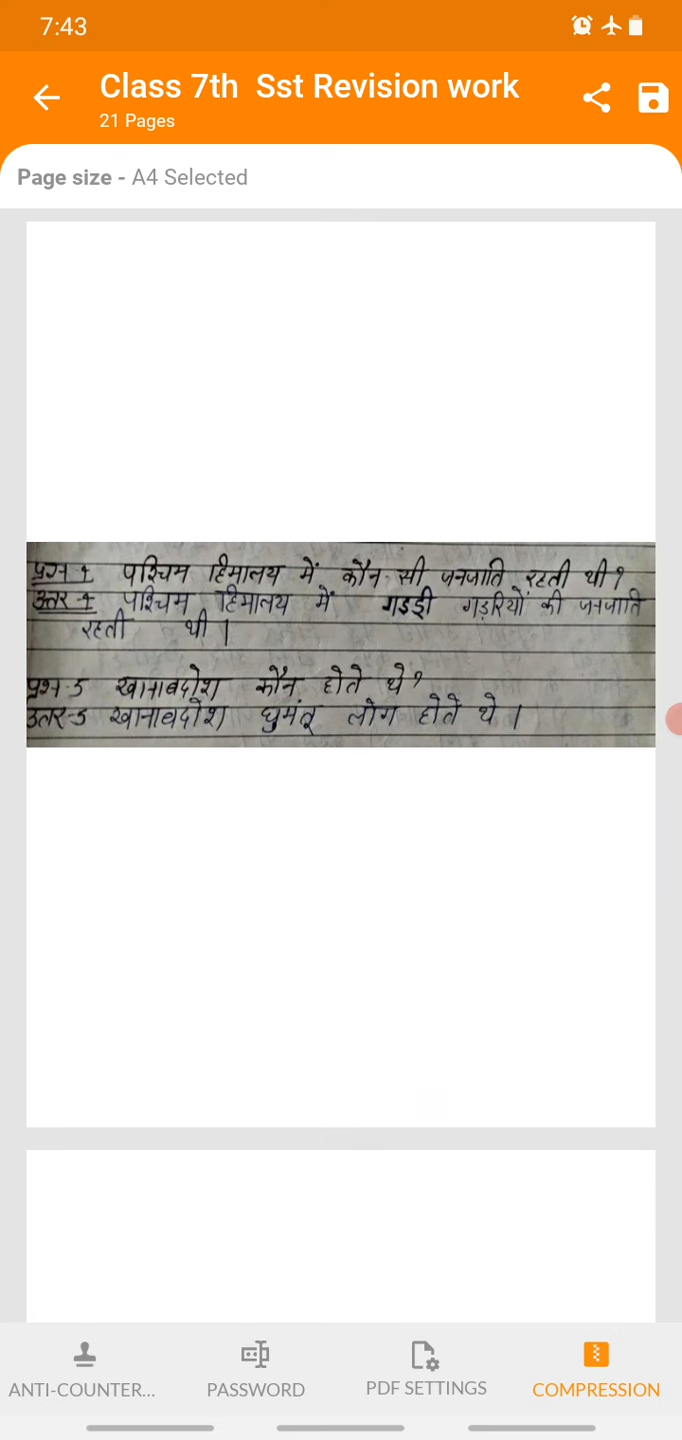 7:43
Class 7th Sst Revision work
21 Pages
Page size - A4 Selected
प्रश्न 4 पश्चिम हिमालय में कौन सी जनजाति रहती थी?
उत्तर 4 पश्चिम हिमालय में गड्डी गड़रियों की जनजाति
रहती थी |
प्रश्न-5 खानाबदोश कौन होते थे?
उत्तर-5 खानाबदोश घुमंतू लोग होते थे |
ANTI-COUNTER...
PASSWORD
PDF SETTINGS
COMPRESSION